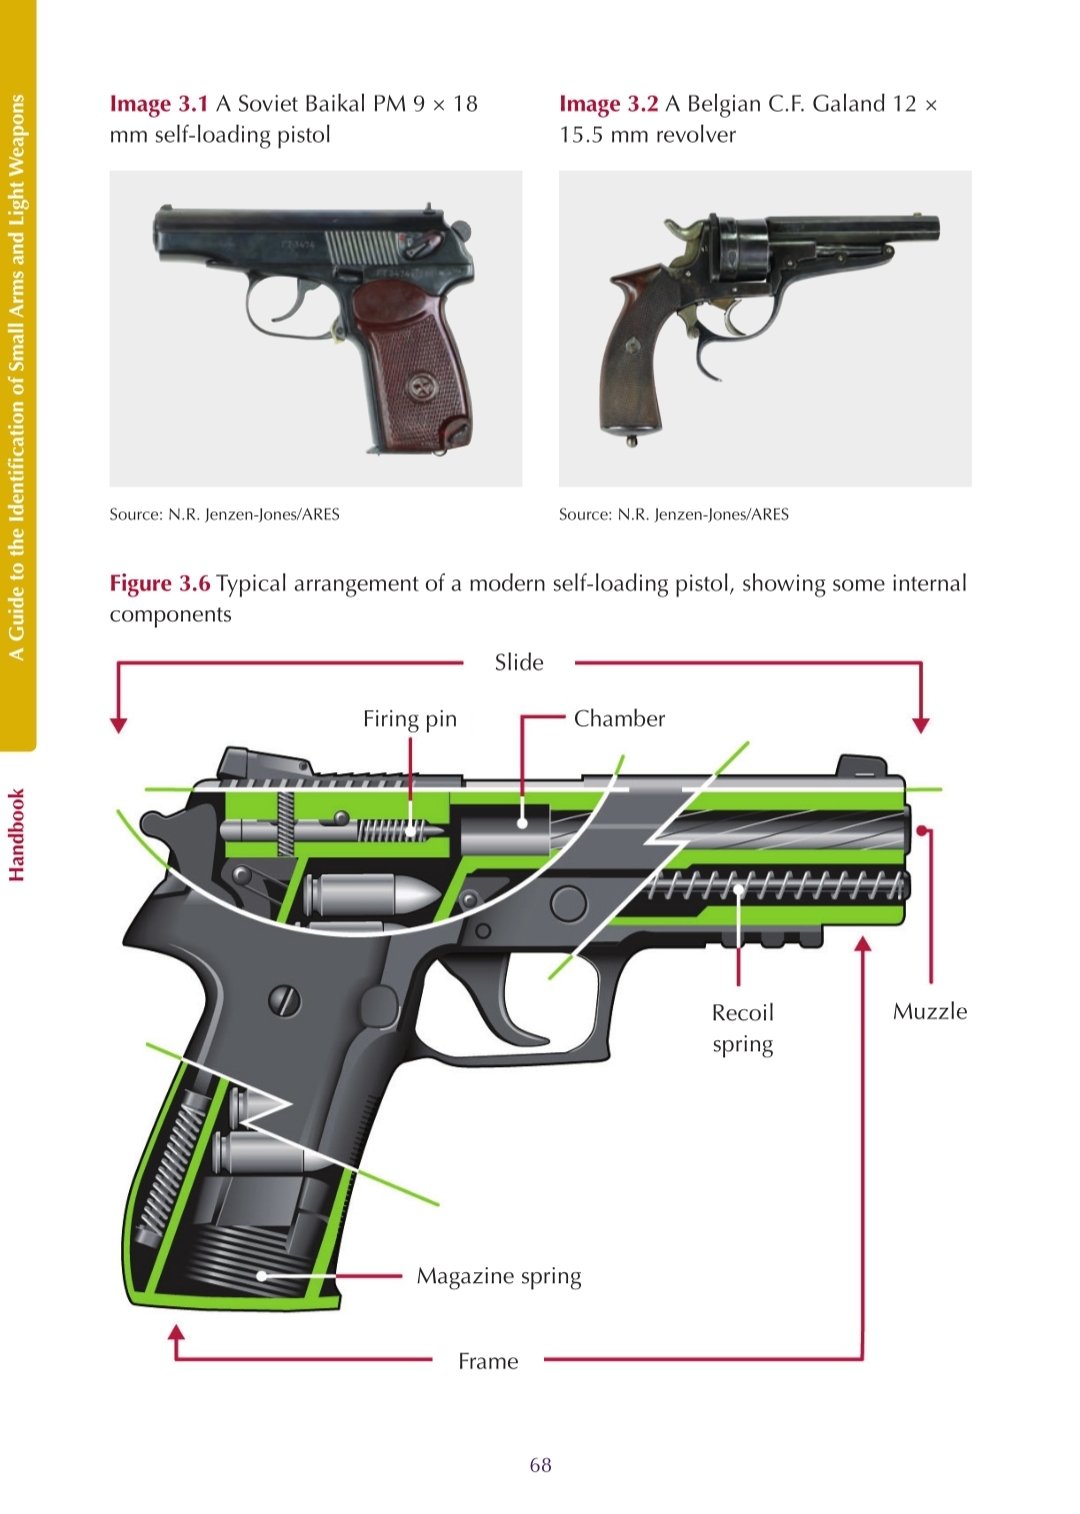 A Guide to the Identification of Small Arms and Light Weapons
Handbook
Image 3.1 A Soviet Baikal PM 9 × 18
mm self-loading pistol
Image 3.2 A Belgian C.F. Galand 12 ×
15.5 mm revolver
Source: N.R. Jenzen-Jones/ARES
Source: N.R. Jenzen-Jones/ARES
Figure 3.6 Typical arrangement of a modern self-loading pistol, showing some internal
components
Slide
Firing pin
Chamber
Recoil
spring
Muzzle
Magazine spring
Frame
68